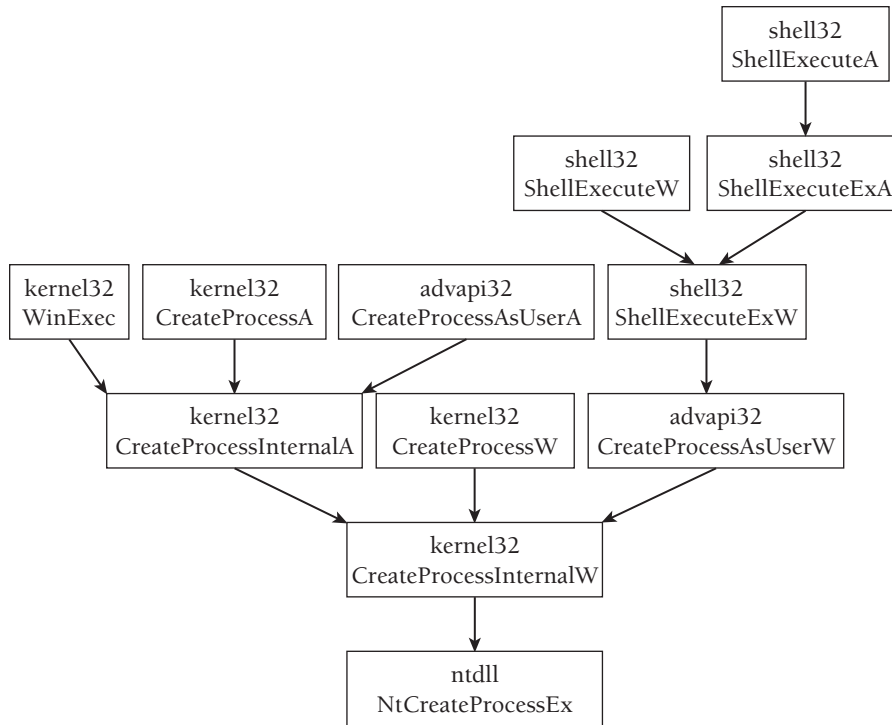 shell32
ShellExecuteA
shell32
ShellExecuteW
shell32
ShellExecuteExA
kernel32
WinExec
kernel32
CreateProcessA
advapi32
CreateProcessAsUserA
shell32
ShellExecuteExW
kernel32
CreateProcessInternalA
kernel32
CreateProcessW
advapi32
CreateProcessAsUserW
kernel32
CreateProcessInternalW
ntdll
NtCreateProcessEx